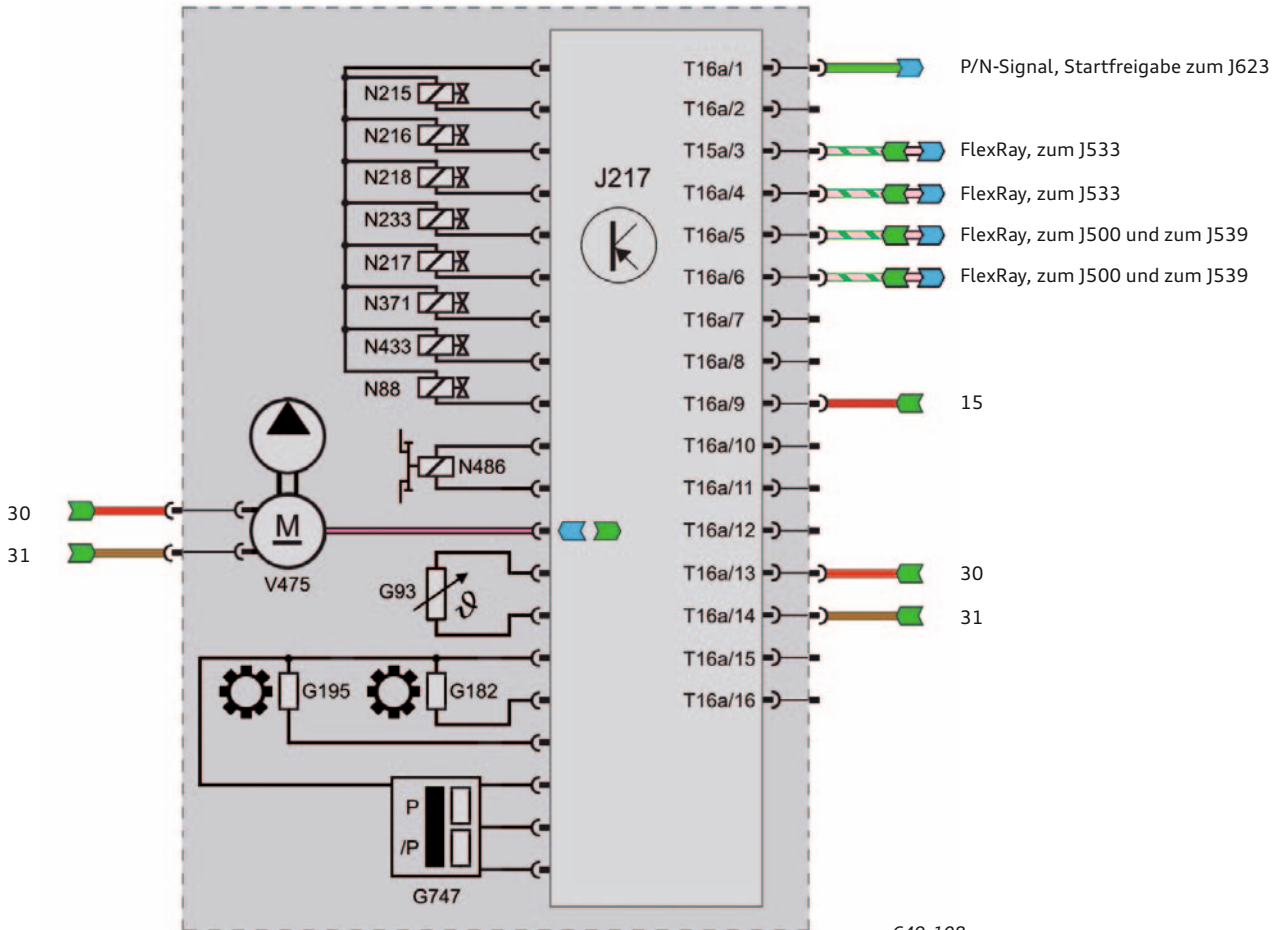 T16a/1
P/N-Signal, Startfreigabe zum J623
N215
T16a/2
N216
T15a/3
FlexRay, zum J533
N218
J217
T16a/4
FlexRay, zum J533
N233
T16a/5
FlexRay, zum J500 und zum J539
N217
T16a/6
FlexRay, zum J500 und zum J539
N371
T16a/7
N433
T16a/8
N88
T16a/9
15
T16a/10
N486
T16a/11
30
M
T16a/12
31
V475
G93
ϑ
T16a/13
30
T16a/14
31
T16a/15
G195
G182
T16a/16
P
/P
G747